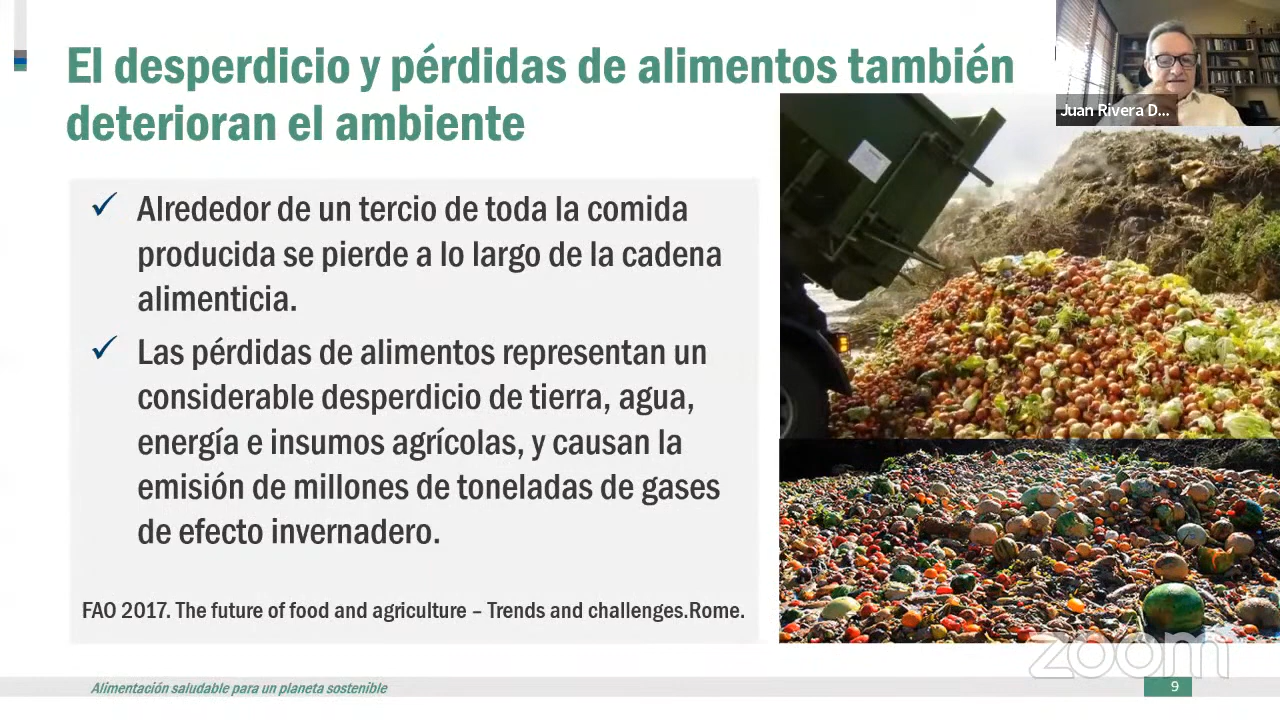 El desperdicio y pérdidas de alimentos también
deterioran el ambiente
Juan Rivera D...
✓ Alrededor de un tercio de toda la comida
producida se pierde a lo largo de la cadena
alimenticia.
✓ Las pérdidas de alimentos representan un
considerable desperdicio de tierra, agua,
energía e insumos agrícolas, y causan la
emisión de millones de toneladas de gases
de efecto invernadero.
FAO 2017. The future of food and agriculture – Trends and challenges.Rome.
zoom
Alimentación saludable para un planeta sostenible
9